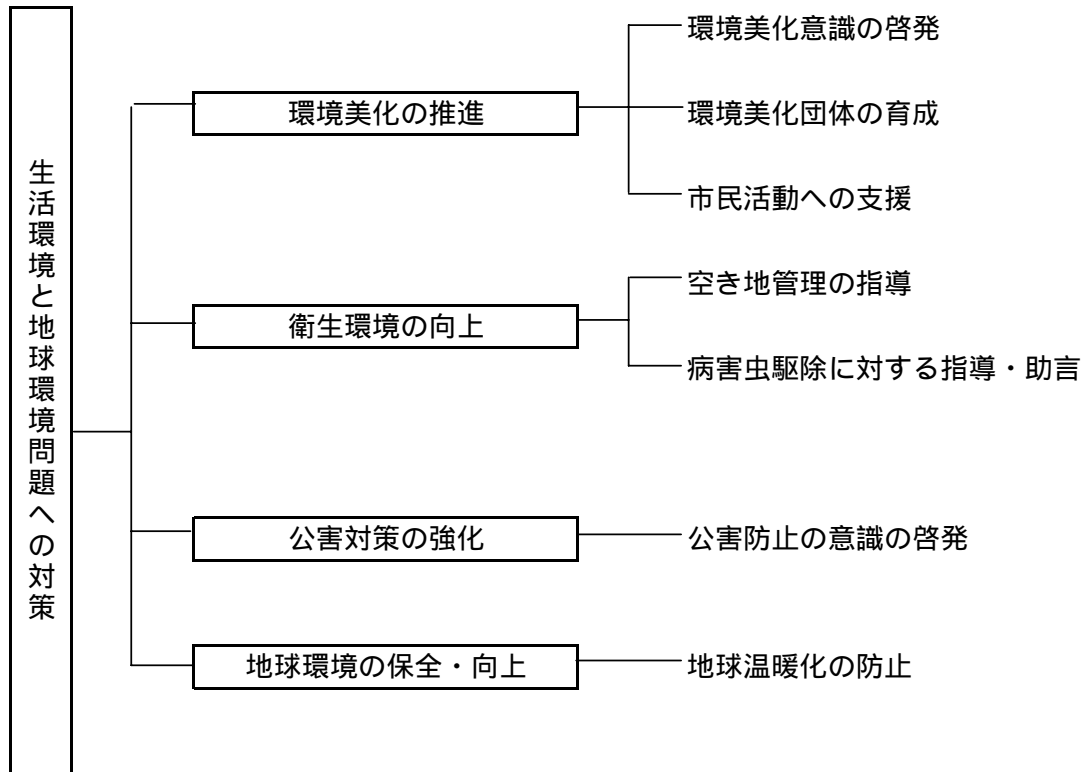 生活環境と地球環境問題への対策
環境美化の推進
環境美化意識の啓発
環境美化団体の育成
市民活動への支援
衛生環境の向上
空き地管理の指導
病害虫駆除に対する指導・助言
公害対策の強化
公害防止の意識の啓発
地球環境の保全・向上
地球温暖化の防止